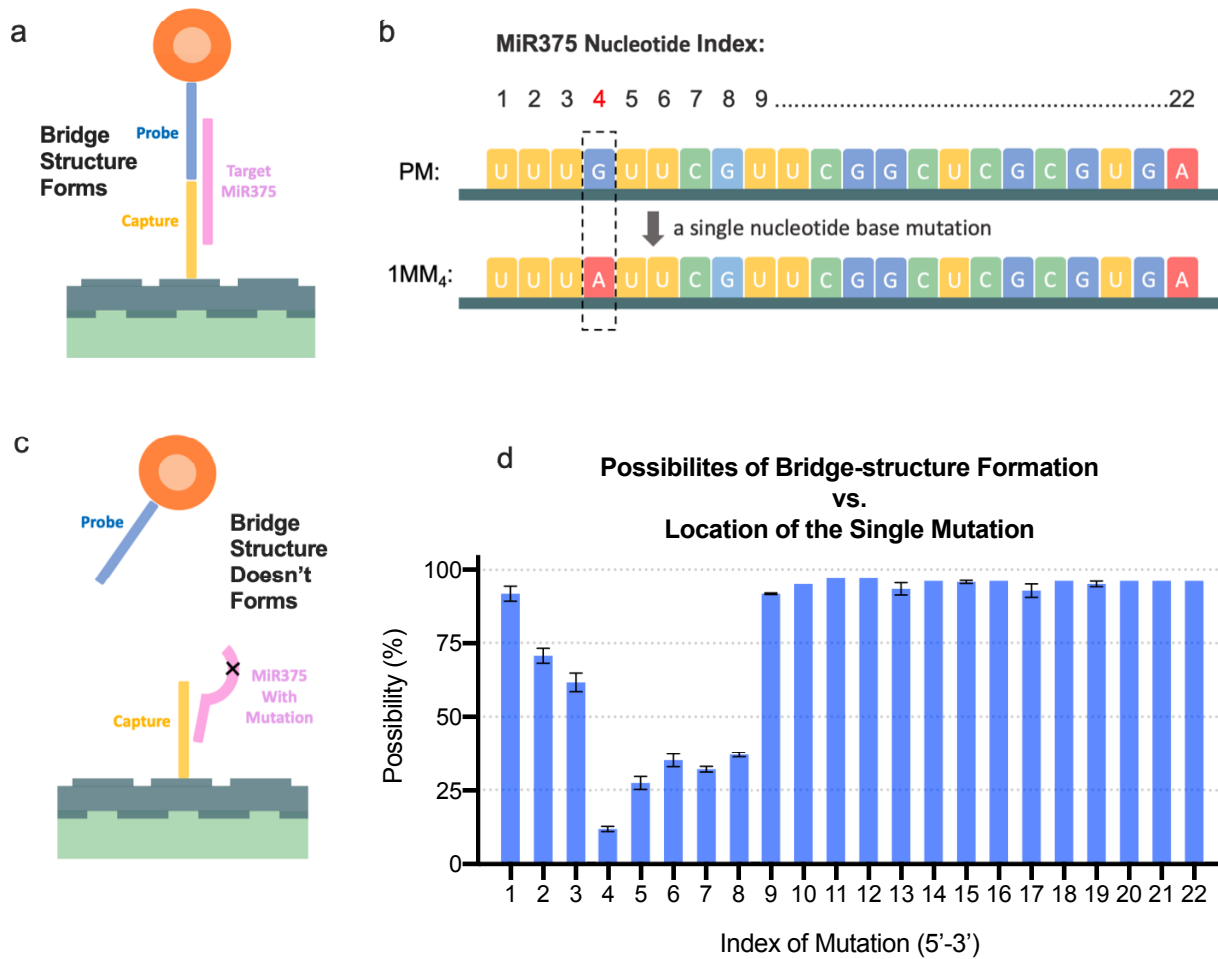 a
Bridge
Structure
Forms
Probe
Target
MiR375
Capture
b
MiR375 Nucleotide Index:
1 2 3 4 5 6 7 8 9 ........................................................22
PM:
U U U G U U C G U U C G G C U C G C G U G A
a single nucleotide base mutation
1MM₄:
U U U A U U C G U U C G G C U C G C G U G A
c
Probe
Bridge
Structure
Doesn't
Forms
MiR375
With
Mutation
Capture
d
Possibilites of Bridge-structure Formation
vs.
Location of the Single Mutation
Possibility (%)
100
75
50
25
0
1 2 3 4 5 6 7 8 9 10 11 12 13 14 15 16 17 18 19 20 21 22
Index of Mutation (5'-3')